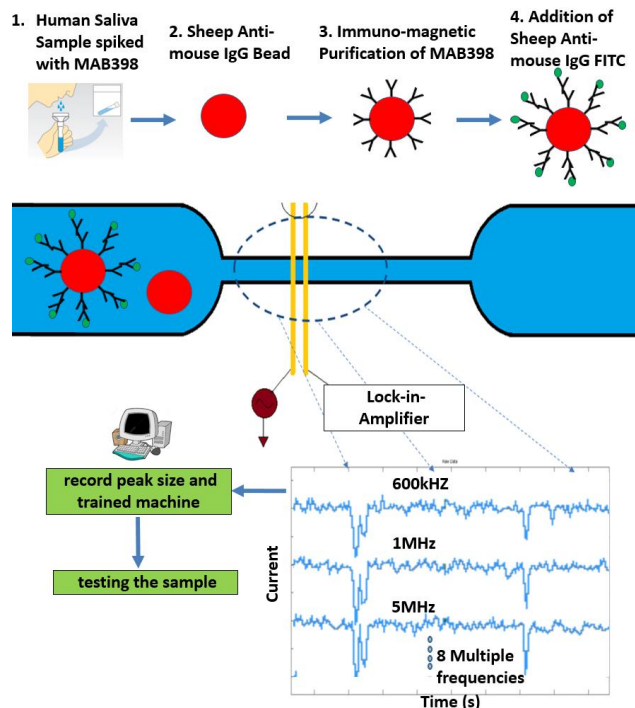 1. Human Saliva
Sample spiked
with MAB398
2. Sheep Anti-
mouse IgG Bead
3. Immuno-magnetic
Purification of MAB398
4. Addition of
Sheep Anti-
mouse IgG FITC
Lock-in-
Amplifier
record peak size and
trained machine
testing the sample
Raw Data
600kHZ
1MHz
5MHz
8 Multiple
frequencies
Current
Time (s)